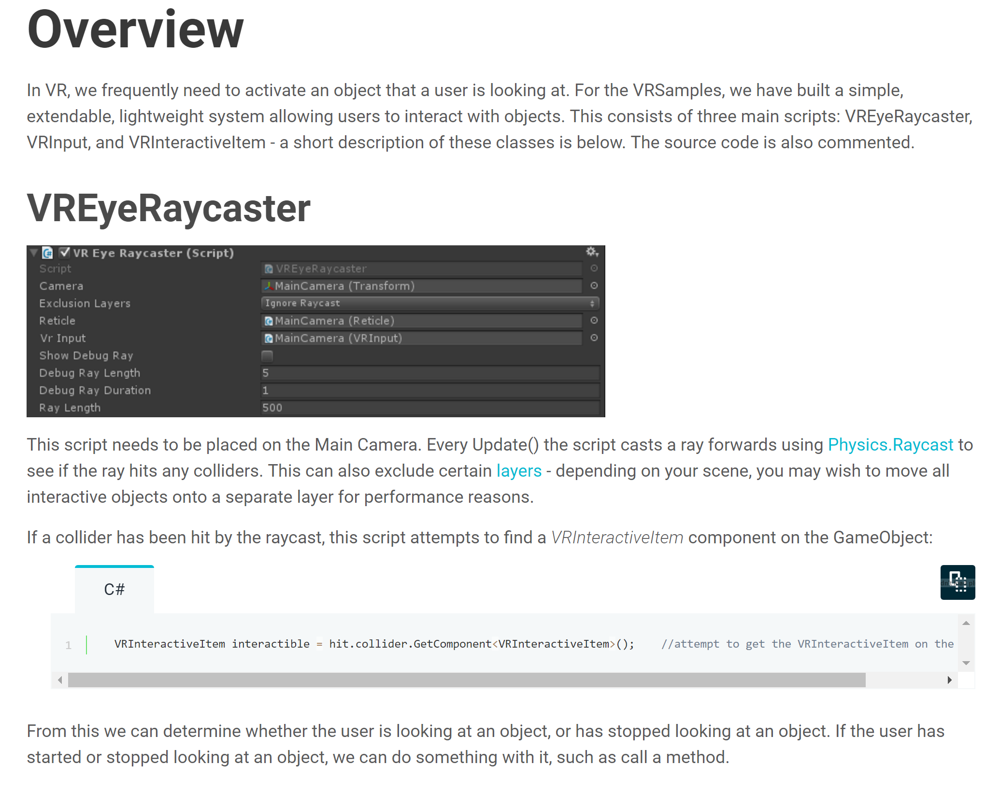 Overview
In VR, we frequently need to activate an object that a user is looking at. For the VRSamples, we have built a simple,
extendable, lightweight system allowing users to interact with objects. This consists of three main scripts: VREyeRaycaster,
VRInput, and VRInteractiveItem - a short description of these classes is below. The source code is also commented.
VREyeRaycaster
VR Eye Raycaster (Script)
Script VREyeRaycaster
Camera MainCamera (Transform)
Exclusion Layers Ignore Raycast
Reticle MainCamera (Reticle)
Vr Input MainCamera (VRInput)
Show Debug Ray
Debug Ray Length 5
Debug Ray Duration 1
Ray Length 500
This script needs to be placed on the Main Camera. Every Update() the script casts a ray forwards using Physics.Raycast to
see if the ray hits any colliders. This can also exclude certain layers - depending on your scene, you may wish to move all
interactive objects onto a separate layer for performance reasons.
If a collider has been hit by the raycast, this script attempts to find a VRInteractiveItem component on the GameObject:
C#
1 VRInteractiveItem interactible = hit.collider.GetComponent<VRInteractiveItem>(); //attempt to get the VRInteractiveItem on the
From this we can determine whether the user is looking at an object, or has stopped looking at an object. If the user has
started or stopped looking at an object, we can do something with it, such as call a method.